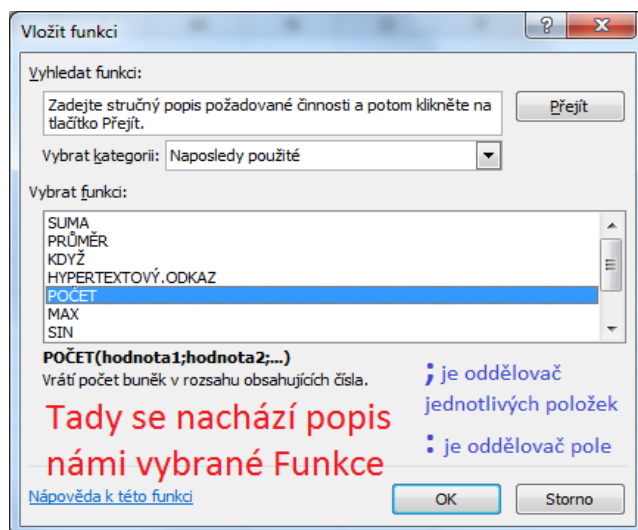 Vložit funkci
Vyhledat funkci:
Zadejte stručný popis požadované činnosti a potom klikněte na
tlačítko Přejít.
Přejít
Vybrat kategorii: Naposledy použité
Vybrat funkci:
SUMA
PRŮMĚR
KDYŽ
HYPERTEXTOVÝ.ODKAZ
POČET
MAX
SIN
POČET(hodnota1;hodnota2;...)
Vrátí počet buněk v rozsahu obsahujících čísla.
; je oddělovač
jednotlivých položek
: je oddělovač pole
Tady se nachází popis
námi vybrané Funkce
Nápověda k této funkci
OK
Storno